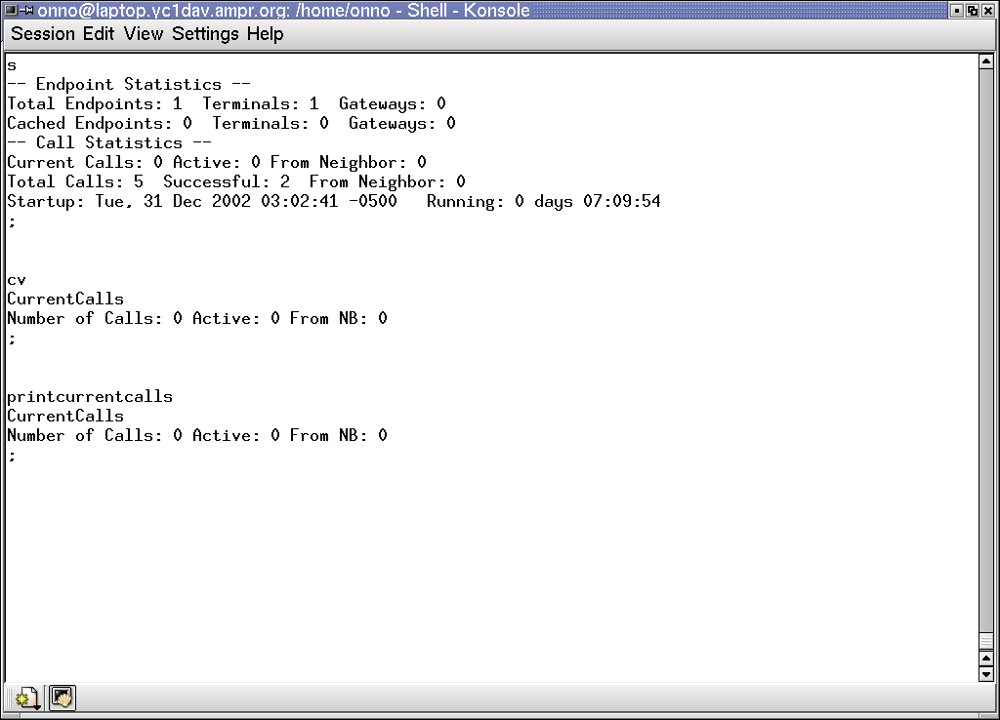 onno@laptop.yc1dav.ampr.org: /home/onno - Shell - Konsole
Session Edit View Settings Help
s
-- Endpoint Statistics --
Total Endpoints: 1  Terminals: 1  Gateways: 0
Cached Endpoints: 0  Terminals: 0  Gateways: 0
-- Call Statistics --
Current Calls: 0 Active: 0 From Neighbor: 0
Total Calls: 5  Successful: 2  From Neighbor: 0
Startup: Tue, 31 Dec 2002 03:02:41 -0500   Running: 0 days 07:09:54
;
cv
CurrentCalls
Number of Calls: 0 Active: 0 From NB: 0
;
printcurrentcalls
CurrentCalls
Number of Calls: 0 Active: 0 From NB: 0
;